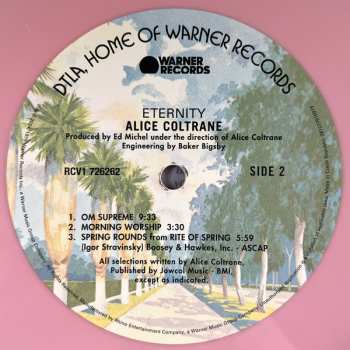 DTLA, HOME OF WARNER RECORDS
WARNER
RECORDS
ETERNITY
ALICE COLTRANE
Produced by Ed Michel under the direction of Alice Coltrane
Engineering by Baker Bigsby
RCV1 726262
SIDE 2
1. OM SUPREME 9:33
2. MORNING WORSHIP 3:30
3. SPRING ROUNDS from RITE OF SPRING 5:59
(Igor Stravinsky) Boosey & Hawkes, Inc. - ASCAP
All selections written by Alice Coltrane.
Published by Jowcol Music - BMI,
except as indicated.